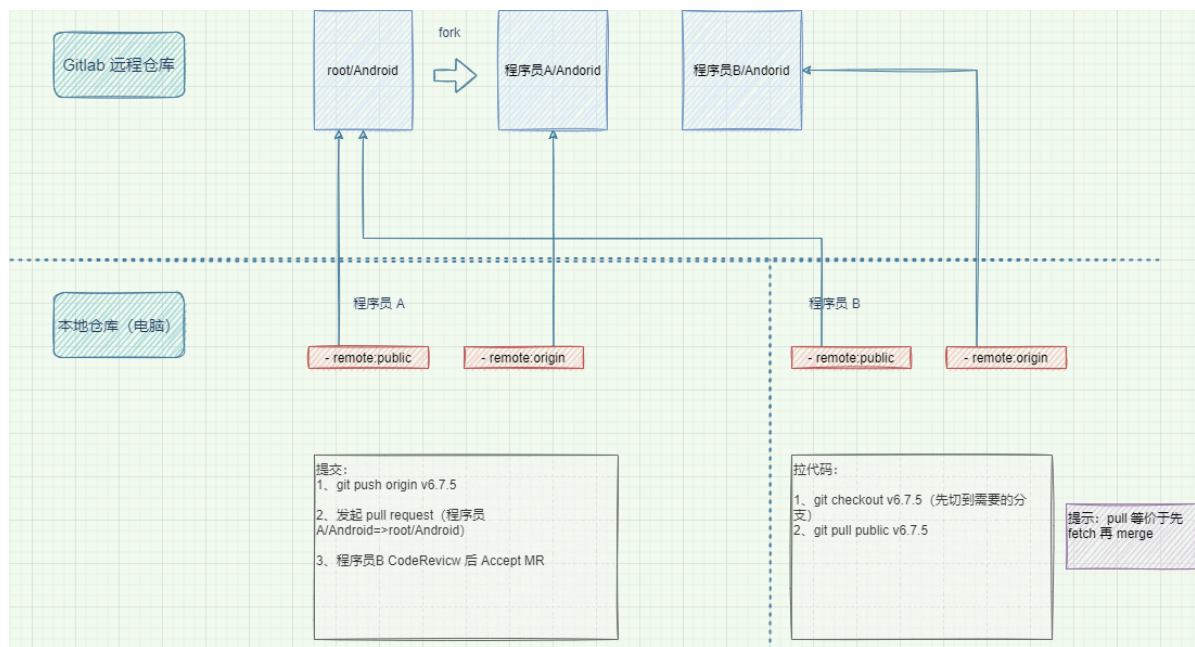 fork
Gitlab 远程仓库
root/Android
程序员A/Andorid
程序员B/Andorid
程序员 A
程序员 B
本地仓库（电脑）
- remote:public
- remote:origin
- remote:public
- remote:origin
提交：
1、git push origin v6.7.5
2、发起 pull request（程序员
A/Android=>root/Android）
3、程序员B CodeRevicw 后 Accept MR
拉代码：
1、git checkout v6.7.5（先切到需要的分
支）
2、git pull public v6.7.5
提示：pull 等价于先
fetch 再 merge